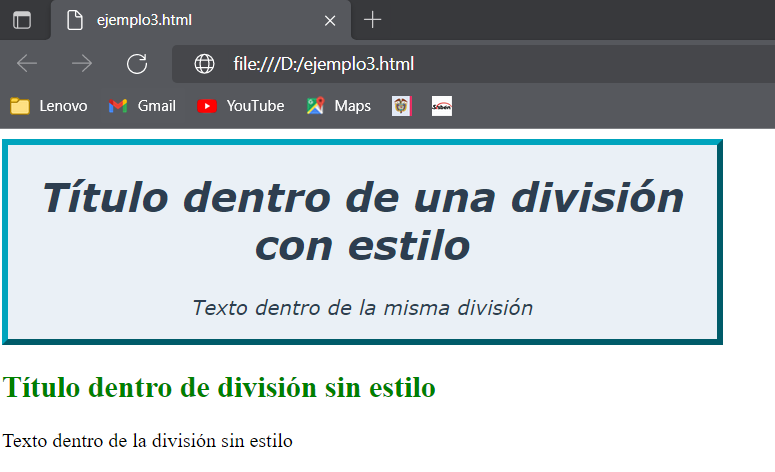 ejemplo3.html
file:///D:/ejemplo3.html
Lenovo Gmail YouTube Maps
Título dentro de una división
con estilo
Texto dentro de la misma división
Título dentro de división sin estilo
Texto dentro de la división sin estilo